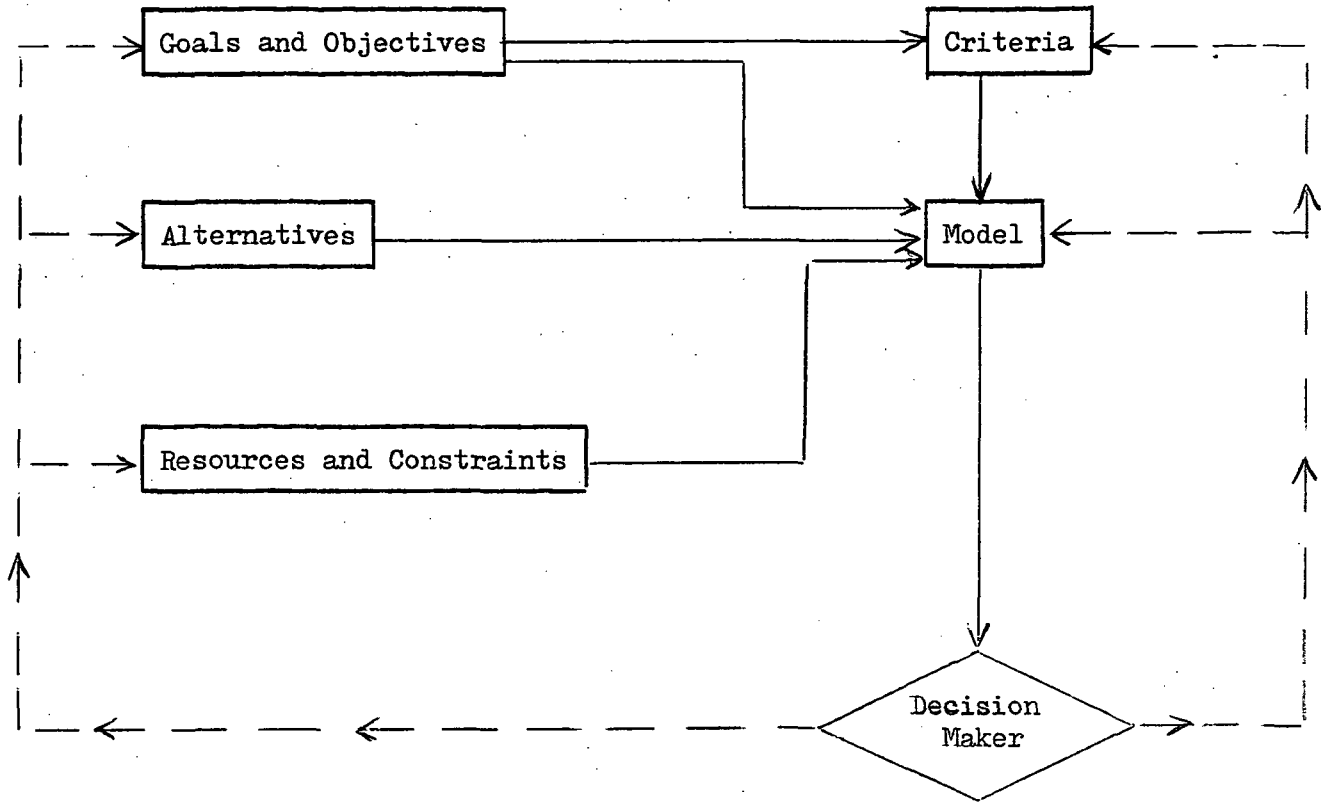 Goals and Objectives
Criteria
Alternatives
Model
Resources and Constraints
Decision
Maker